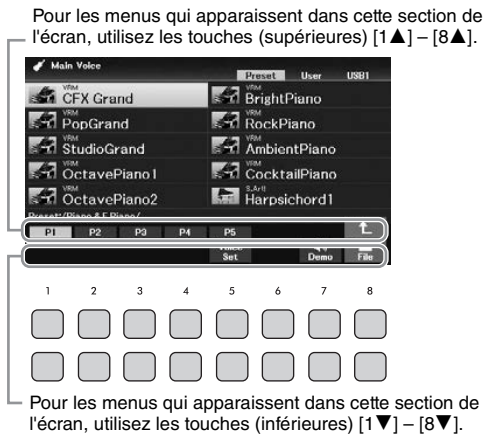 Pour les menus qui apparaissent dans cette section de
l'écran, utilisez les touches (supérieures) [1▲] – [8▲].
Main Voice
Preset User USB1
VRM VRM
CFX Grand BrightPiano
VRM VRM
PopGrand RockPiano
VRM VRM
StudioGrand AmbientPiano
VRM VRM
OctavePiano1 CocktailPiano
VRM S.Art!
OctavePiano2 Harpsichord1
Preset:/Piano & E.Piano/
P1 P2 P3 P4 P5
Voice
Set Demo File
1 2 3 4 5 6 7 8
Pour les menus qui apparaissent dans cette section de
l'écran, utilisez les touches (inférieures) [1▼] – [8▼].